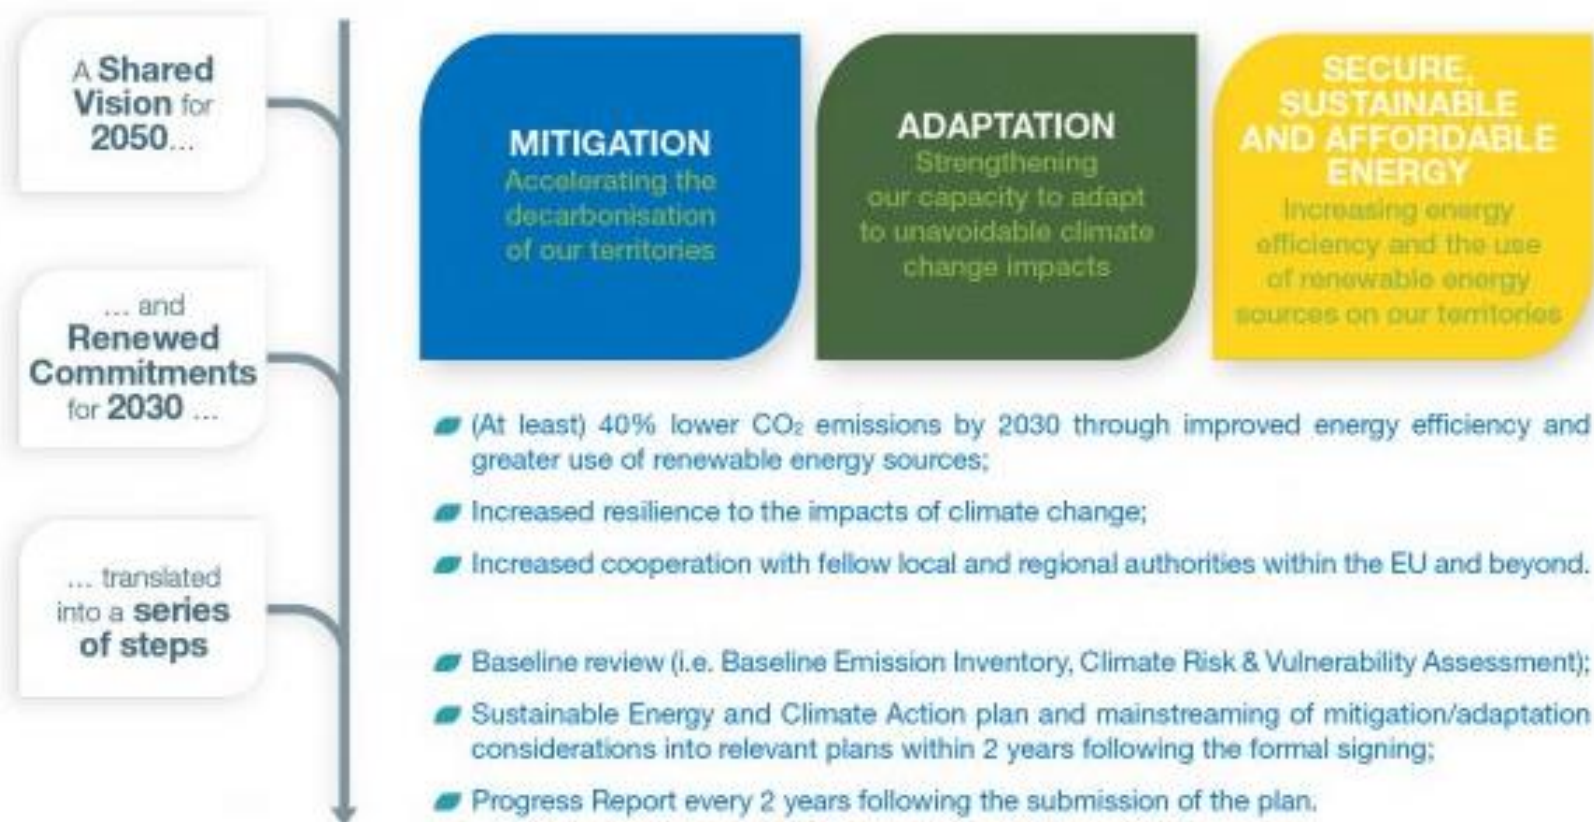 A Shared
Vision for
2050...
MITIGATION
Accelerating the
decarbonisation
of our territories
ADAPTATION
Strengthening
our capacity to adapt
to unavoidable climate
change impacts
SECURE,
SUSTAINABLE
AND AFFORDABLE
ENERGY
Increasing energy
efficiency and the use
of renewable energy
sources on our territories
... and
Renewed
Commitments
for 2030 ...
(At least) 40% lower CO₂ emissions by 2030 through improved energy efficiency and
greater use of renewable energy sources;
Increased resilience to the impacts of climate change;
Increased cooperation with fellow local and regional authorities within the EU and beyond.
... translated
into a series
of steps
Baseline review (i.e. Baseline Emission Inventory, Climate Risk & Vulnerability Assessment);
Sustainable Energy and Climate Action plan and mainstreaming of mitigation/adaptation
considerations into relevant plans within 2 years following the formal signing;
Progress Report every 2 years following the submission of the plan.